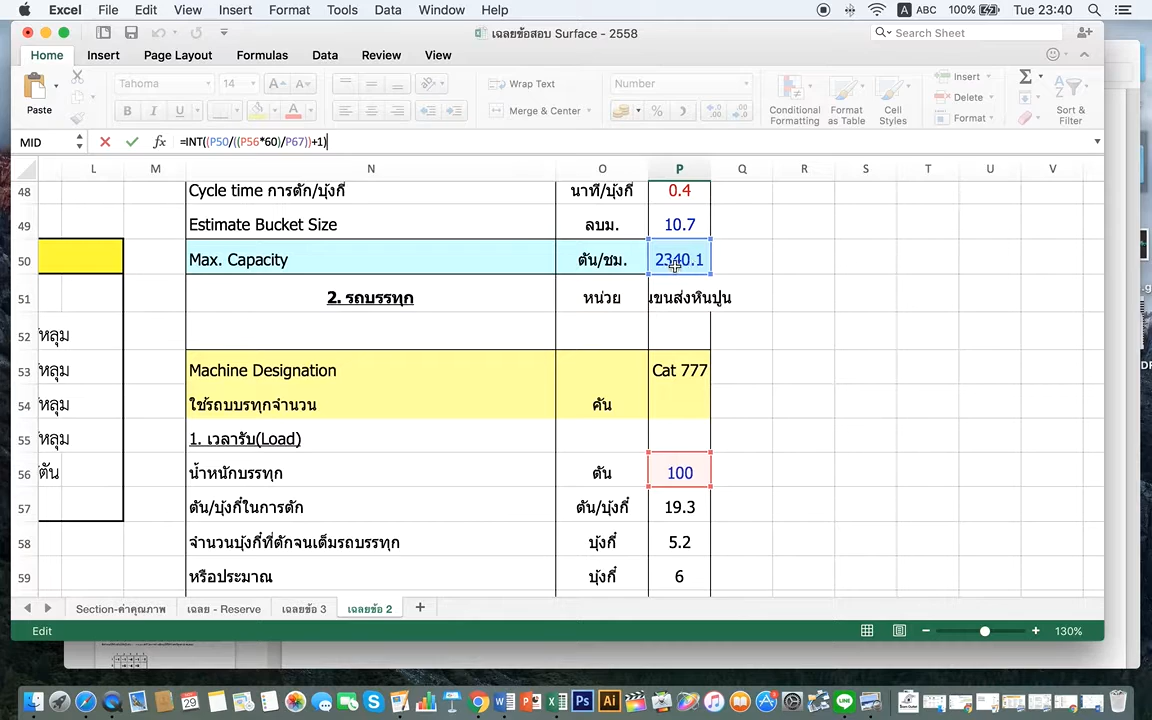 Excel File Edit View Insert Format Tools Data Window Help A ABC 100% Tue 23:40
เฉลยข้อสอบ Surface - 2558 Search Sheet
Home Insert Page Layout Formulas Data Review View
Tahoma 14 A A Wrap Text Number Insert Σ
Paste B I U A Merge & Center % Conditional Formatting Format as Table Cell Styles Delete Format Sort & Filter
MID fx =INT((P50/((P56*60)/P67))+1)
L M N O P Q R S T U V
48 Cycle time การตัก/บุ้งกี๋ นาที/บุ้งกี๋ 0.4
49 Estimate Bucket Size ลบม. 10.7
50 Max. Capacity ตัน/ชม. 2340.1
51 2. รถบรรทุก หน่วย นขนส่งหินปูน
52 หลุม
53 หลุม Machine Designation Cat 777
54 หลุม ใช้รถบบรทุกจำนวน คัน
55 หลุม 1. เวลารับ(Load)
56 ตัน น้ำหนักบรรทุก ตัน 100
57 ตัน/บุ้งกี๋ในการตัก ตัน/บุ้งกี๋ 19.3
58 จำนวนบุ้งกี๋ที่ตักจนเต็มรถบรรทุก บุ้งกี๋ 5.2
59 หรือประมาณ บุ้งกี๋ 6
Section-ค่าคุณภาพ เฉลย - Reserve เฉลยข้อ 3 เฉลยข้อ 2 +
Edit 130%